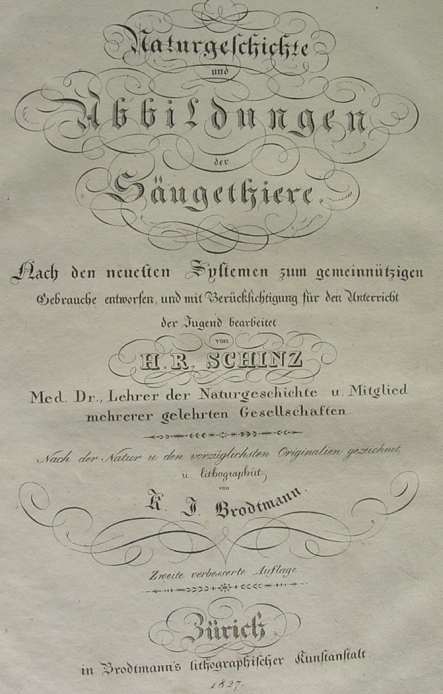 Naturgeschichte
und
Abbildungen
der
Säugethiere.
Nach den neuesten Systemen zum gemeinnützigen
Gebrauche entworfen, und mit Berücksichtigung für den Unterricht
der Jugend bearbeitet
von
H. R. SCHINZ
Med. Dr., Lehrer der Naturgeschichte u. Mitglied
mehrerer gelehrten Gesellschaften
Nach der Natur u. den vorzüglichsten Originalien gezeichnet,
u. lithographirt,
von
K. J. Brodtmann.
Zweite verbesserte Auflage
Zürich
in Brodtmann's lithographischer Kunstanstalt
1827.